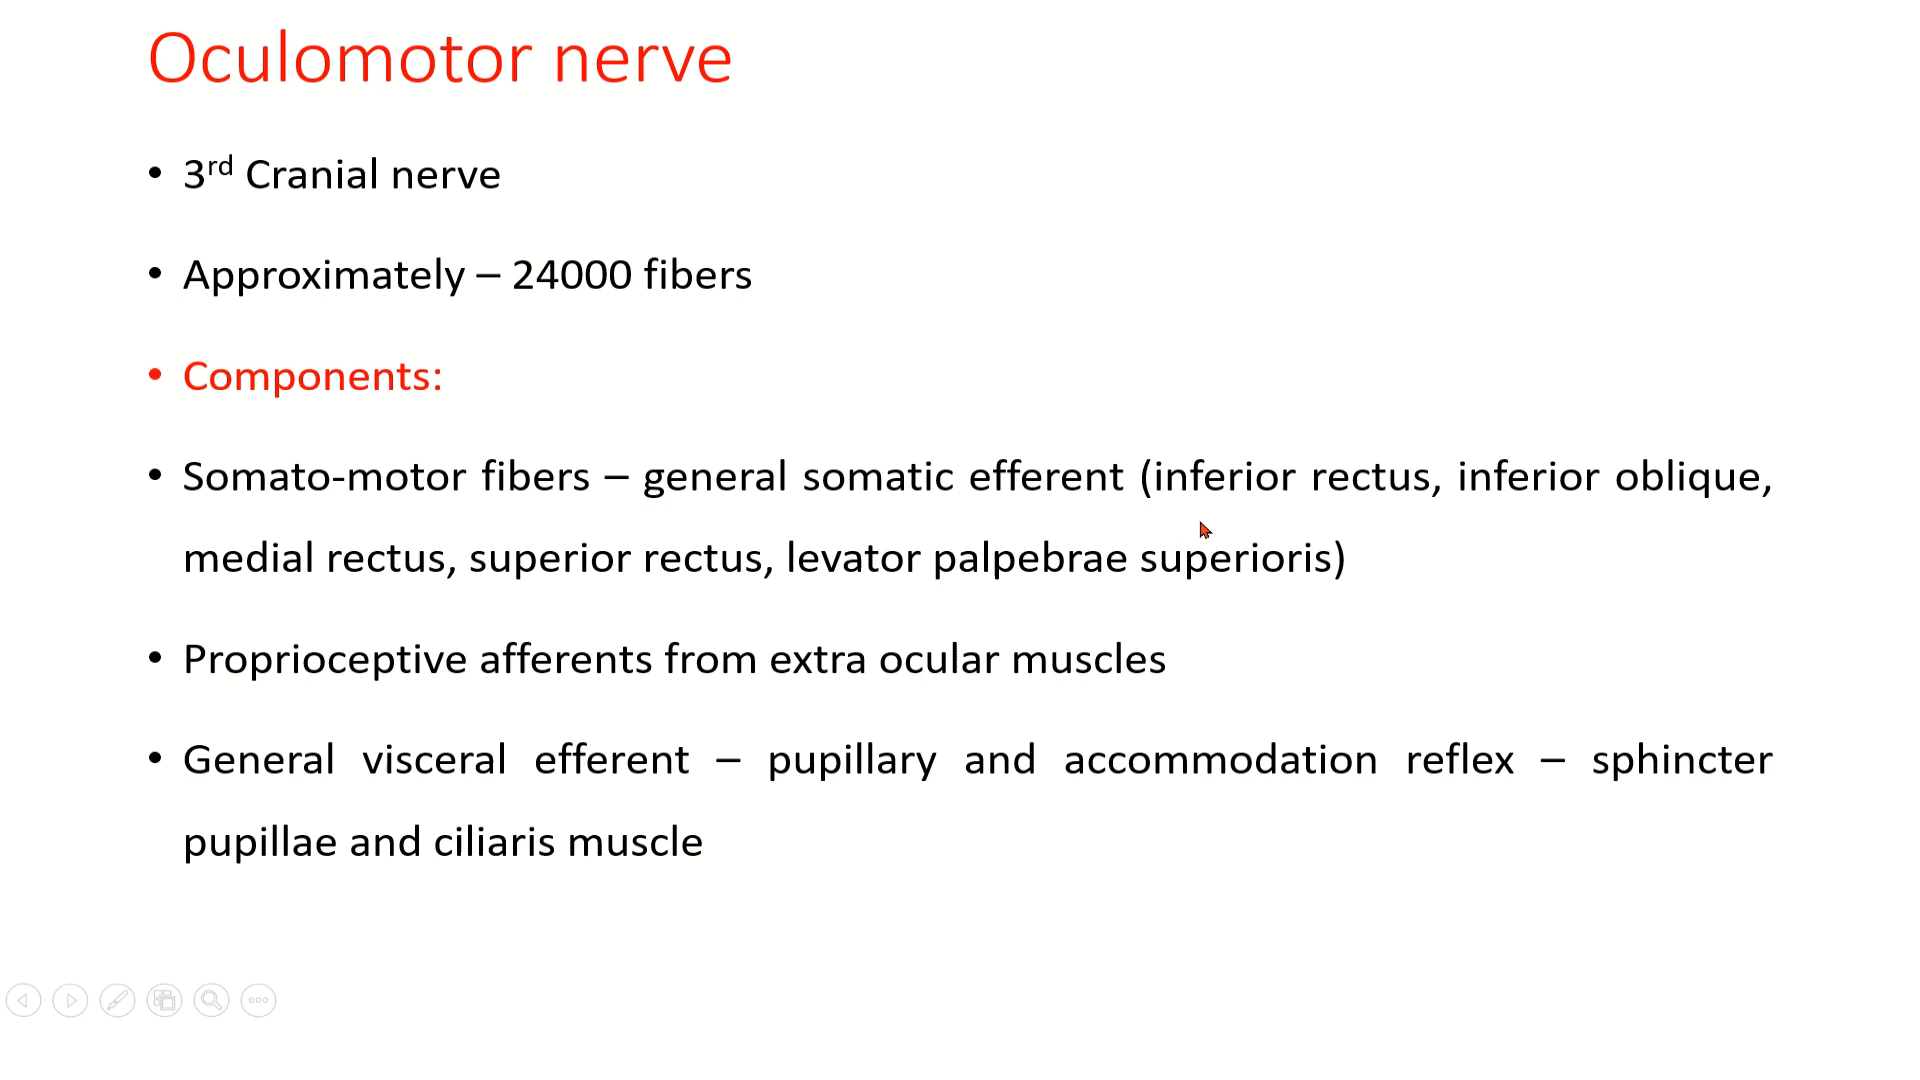 Oculomotor nerve
• 3rd Cranial nerve
• Approximately – 24000 fibers
• Components:
• Somato-motor fibers – general somatic efferent (inferior rectus, inferior oblique,
medial rectus, superior rectus, levator palpebrae superioris)
• Proprioceptive afferents from extra ocular muscles
• General visceral efferent – pupillary and accommodation reflex – sphincter
pupillae and ciliaris muscle